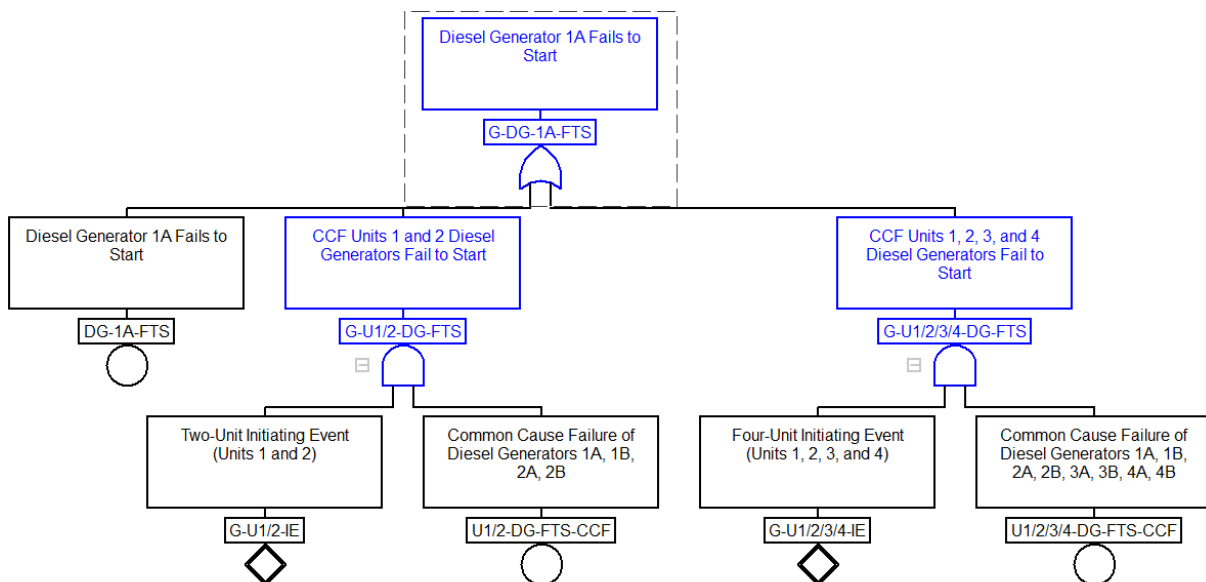 Diesel Generator 1A Fails to
Start
G-DG-1A-FTS
Diesel Generator 1A Fails to
Start
DG-1A-FTS
CCF Units 1 and 2 Diesel
Generators Fail to Start
G-U1/2-DG-FTS
CCF Units 1, 2, 3, and 4
Diesel Generators Fail to
Start
G-U1/2/3/4-DG-FTS
Two-Unit Initiating Event
(Units 1 and 2)
G-U1/2-IE
Common Cause Failure of
Diesel Generators 1A, 1B,
2A, 2B
U1/2-DG-FTS-CCF
Four-Unit Initiating Event
(Units 1, 2, 3, and 4)
G-U1/2/3/4-IE
Common Cause Failure of
Diesel Generators 1A, 1B,
2A, 2B, 3A, 3B, 4A, 4B
U1/2/3/4-DG-FTS-CCF